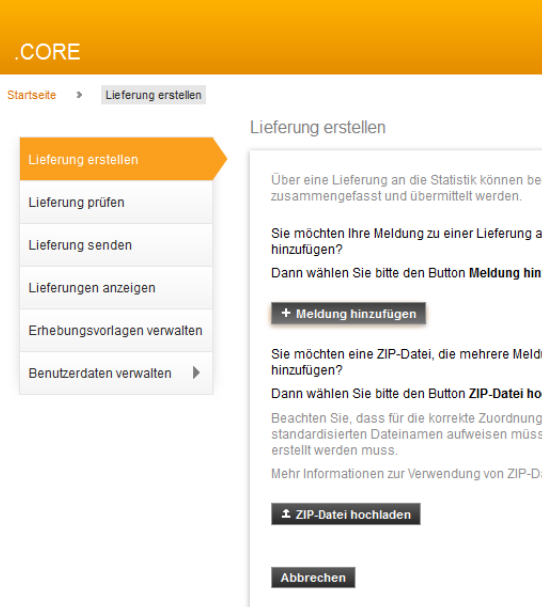 .CORE
Startseite » Lieferung erstellen
Lieferung erstellen
Lieferung prüfen
Lieferung senden
Lieferungen anzeigen
Erhebungsvorlagen verwalten
Benutzerdaten verwalten
Lieferung erstellen
Über eine Lieferung an die Statistik können be
zusammengefasst und übermittelt werden.
Sie möchten Ihre Meldung zu einer Lieferung a
hinzufügen?
Dann wählen Sie bitte den Button Meldung hin
+ Meldung hinzufügen
Sie möchten eine ZIP-Datei, die mehrere Meld
hinzufügen?
Dann wählen Sie bitte den Button ZIP-Datei ho
Beachten Sie, dass für die korrekte Zuordnung
standardisierten Dateinamen aufweisen müss
erstellt werden muss.
Mehr Informationen zur Verwendung von ZIP-D
ZIP-Datei hochladen
Abbrechen